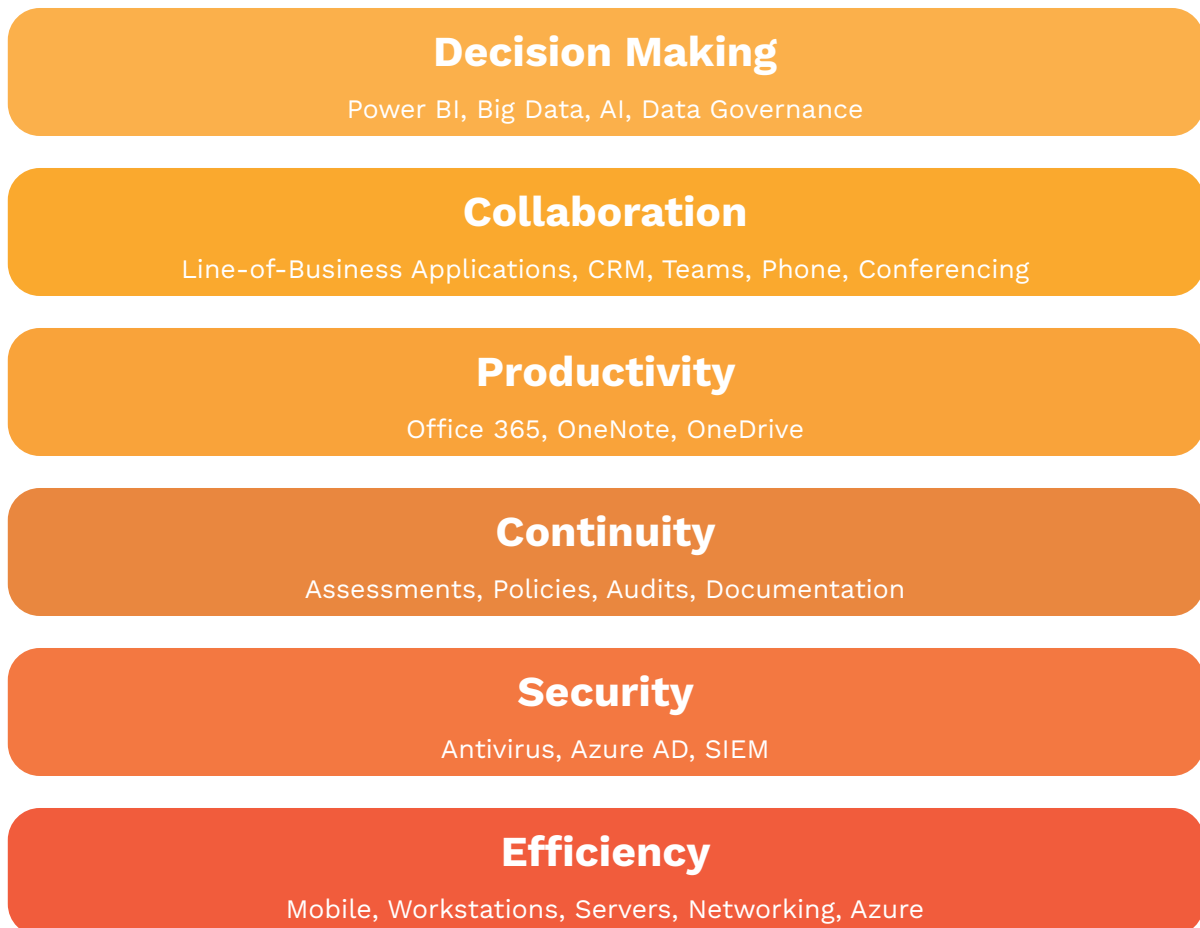 Decision Making
Power BI, Big Data, AI, Data Governance
Collaboration
Line-of-Business Applications, CRM, Teams, Phone, Conferencing
Productivity
Office 365, OneNote, OneDrive
Continuity
Assessments, Policies, Audits, Documentation
Security
Antivirus, Azure AD, SIEM
Efficiency
Mobile, Workstations, Servers, Networking, Azure